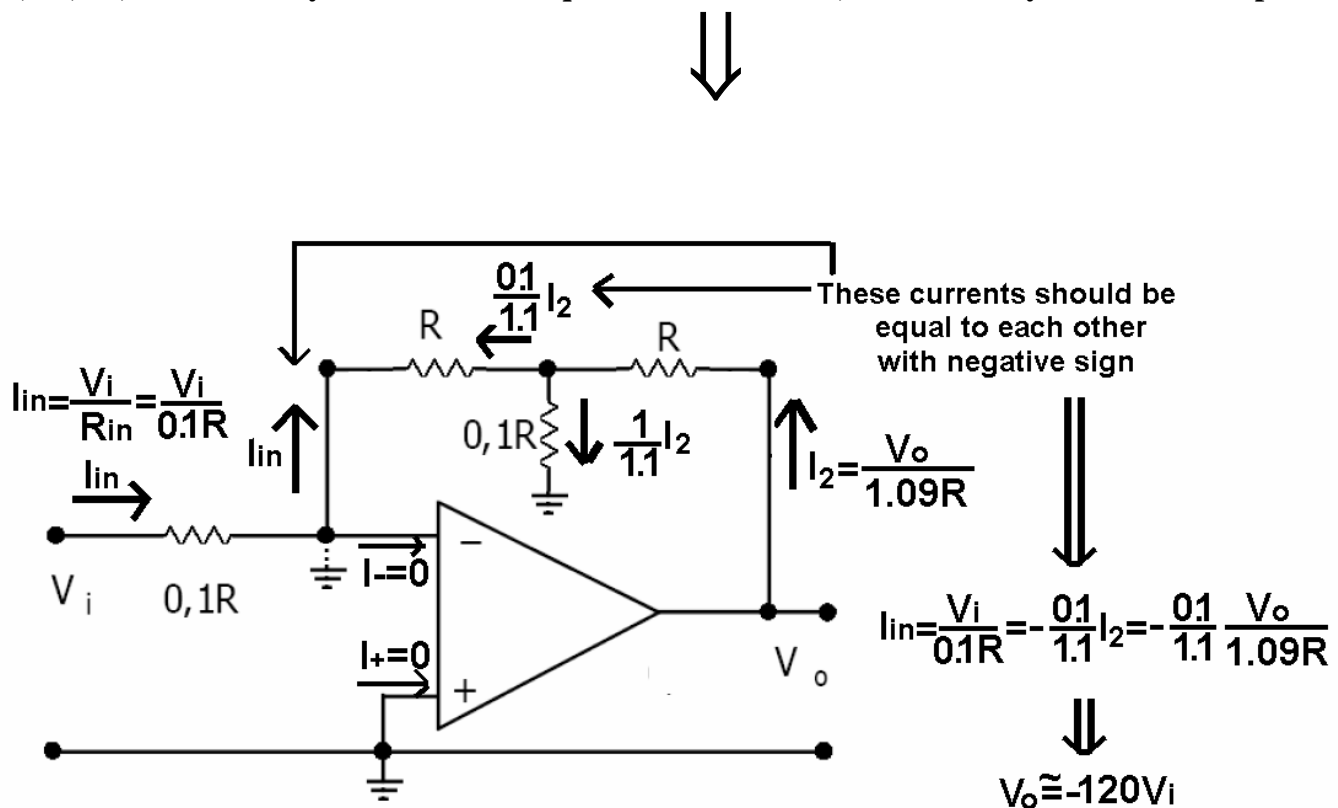 0.1
1.1 I2
These currents should be
equal to each other
with negative sign
R
R
Iin=Vi/Rin=Vi/0.1R
Iin
Iin
0,1R
1/1.1 I2
I2=Vo/1.09R
I-=0
V i
0,1R
I+=0
−
+
V o
Iin=Vi/0.1R=-0.1/1.1 I2=-0.1/1.1 Vo/1.09R
Vo≅-120Vi